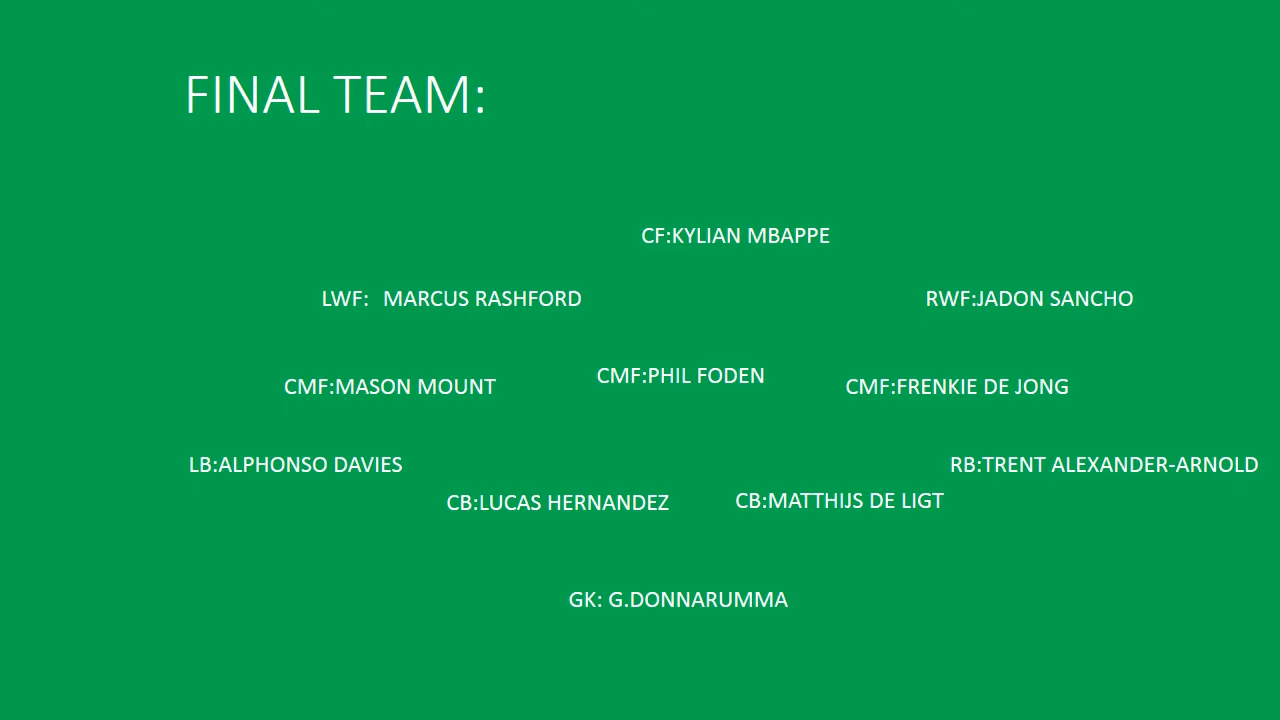 FINAL TEAM:
CF:KYLIAN MBAPPE
LWF: MARCUS RASHFORD
RWF:JADON SANCHO
CMF:MASON MOUNT
CMF:PHIL FODEN
CMF:FRENKIE DE JONG
LB:ALPHONSO DAVIES
RB:TRENT ALEXANDER-ARNOLD
CB:LUCAS HERNANDEZ
CB:MATTHIJS DE LIGT
GK: G.DONNARUMMA